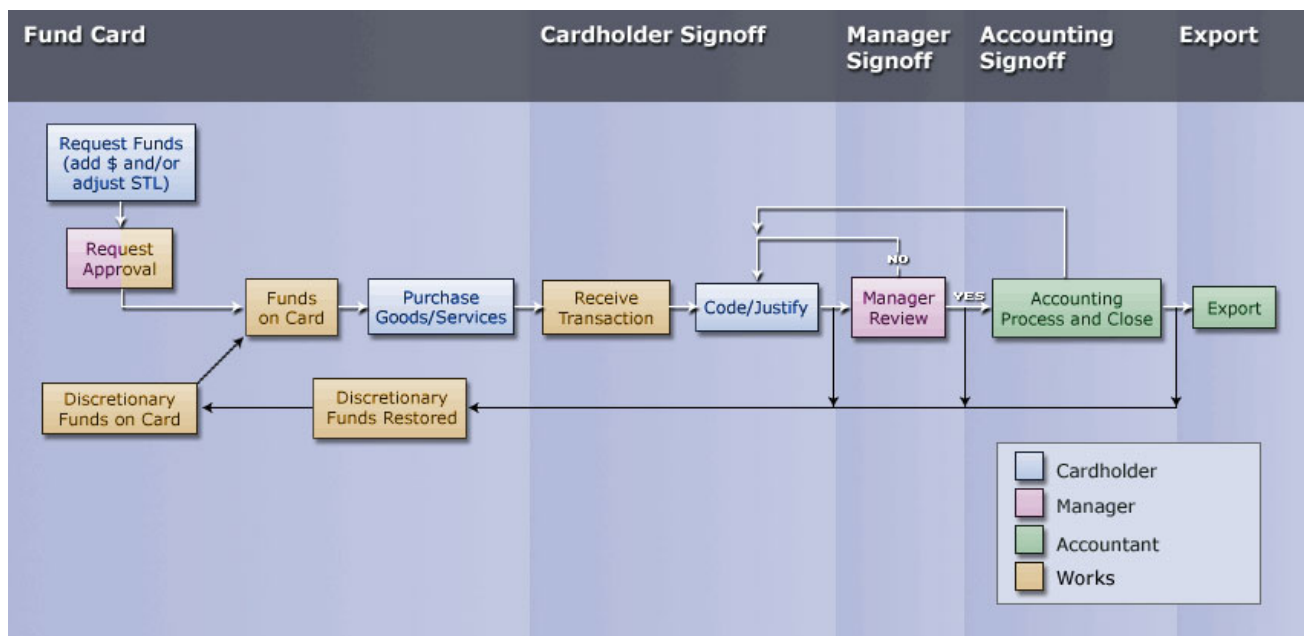 Fund Card
Cardholder Signoff
Manager
Signoff
Accounting
Signoff
Export
Request Funds
(add $ and/or
adjust STL)
Request
Approval
Funds
on Card
Purchase
Goods/Services
Receive
Transaction
Code/Justify
NO
Manager
Review
YES
Accounting
Process and Close
Export
Discretionary
Funds on Card
Discretionary
Funds Restored
Cardholder
Manager
Accountant
Works